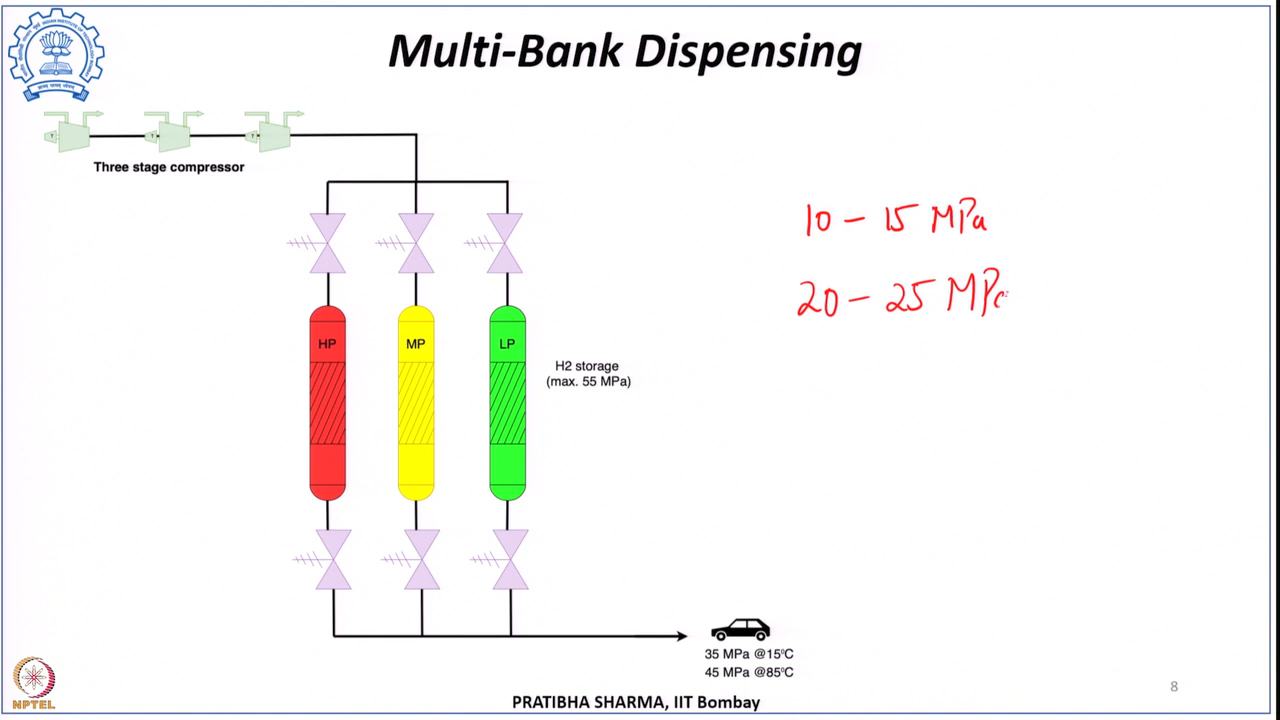 Multi-Bank Dispensing
Three stage compressor
10 - 15 MPa
20 - 25 MPa
HP
MP
LP
H2 storage
(max. 55 MPa)
35 MPa @15°C
45 MPa @85°C
NPTEL
PRATIBHA SHARMA, IIT Bombay
8